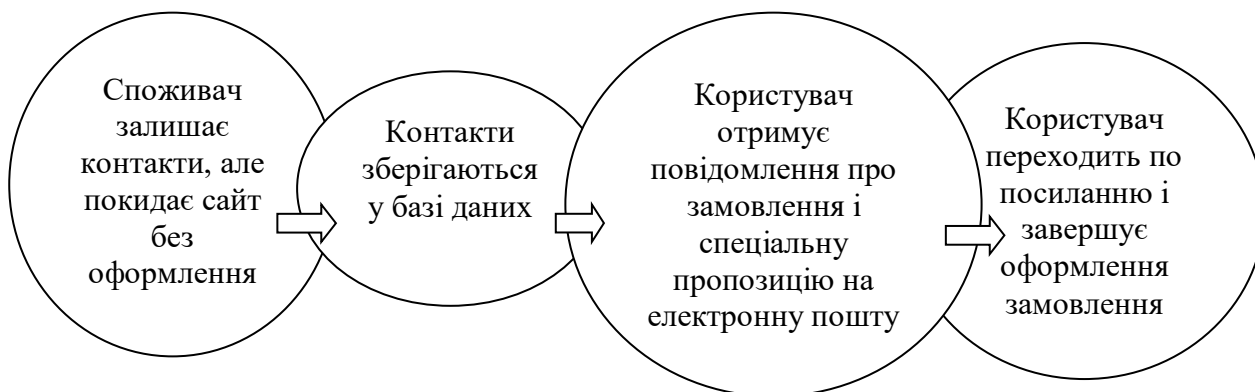 Споживач
залишає
контакти, але
покидає сайт
без
оформлення
Контакти
зберігаються
у базі даних
Користувач
отримує
повідомлення про
замовлення і
спеціальну
пропозицію на
електронну пошту
Користувач
переходить по
посиланню і
завершує
оформлення
замовлення